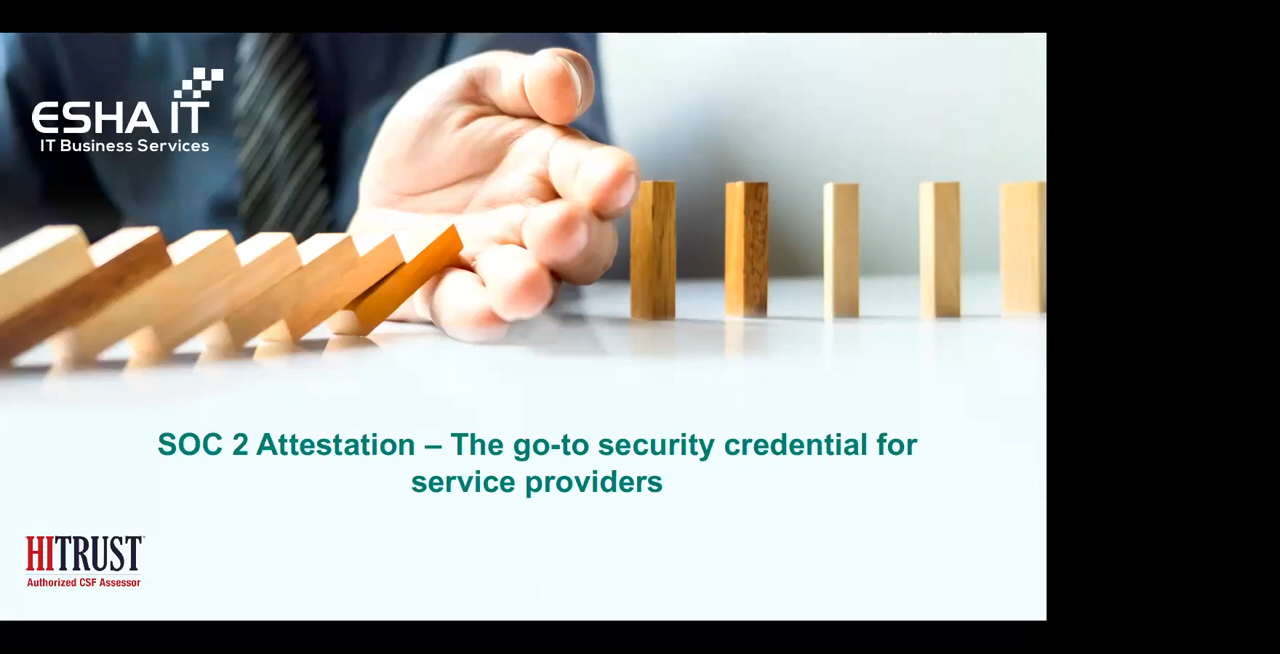 ESHA IT
IT Business Services
SOC 2 Attestation – The go-to security credential for
service providers
HITRUST
Authorized CSF Assessor